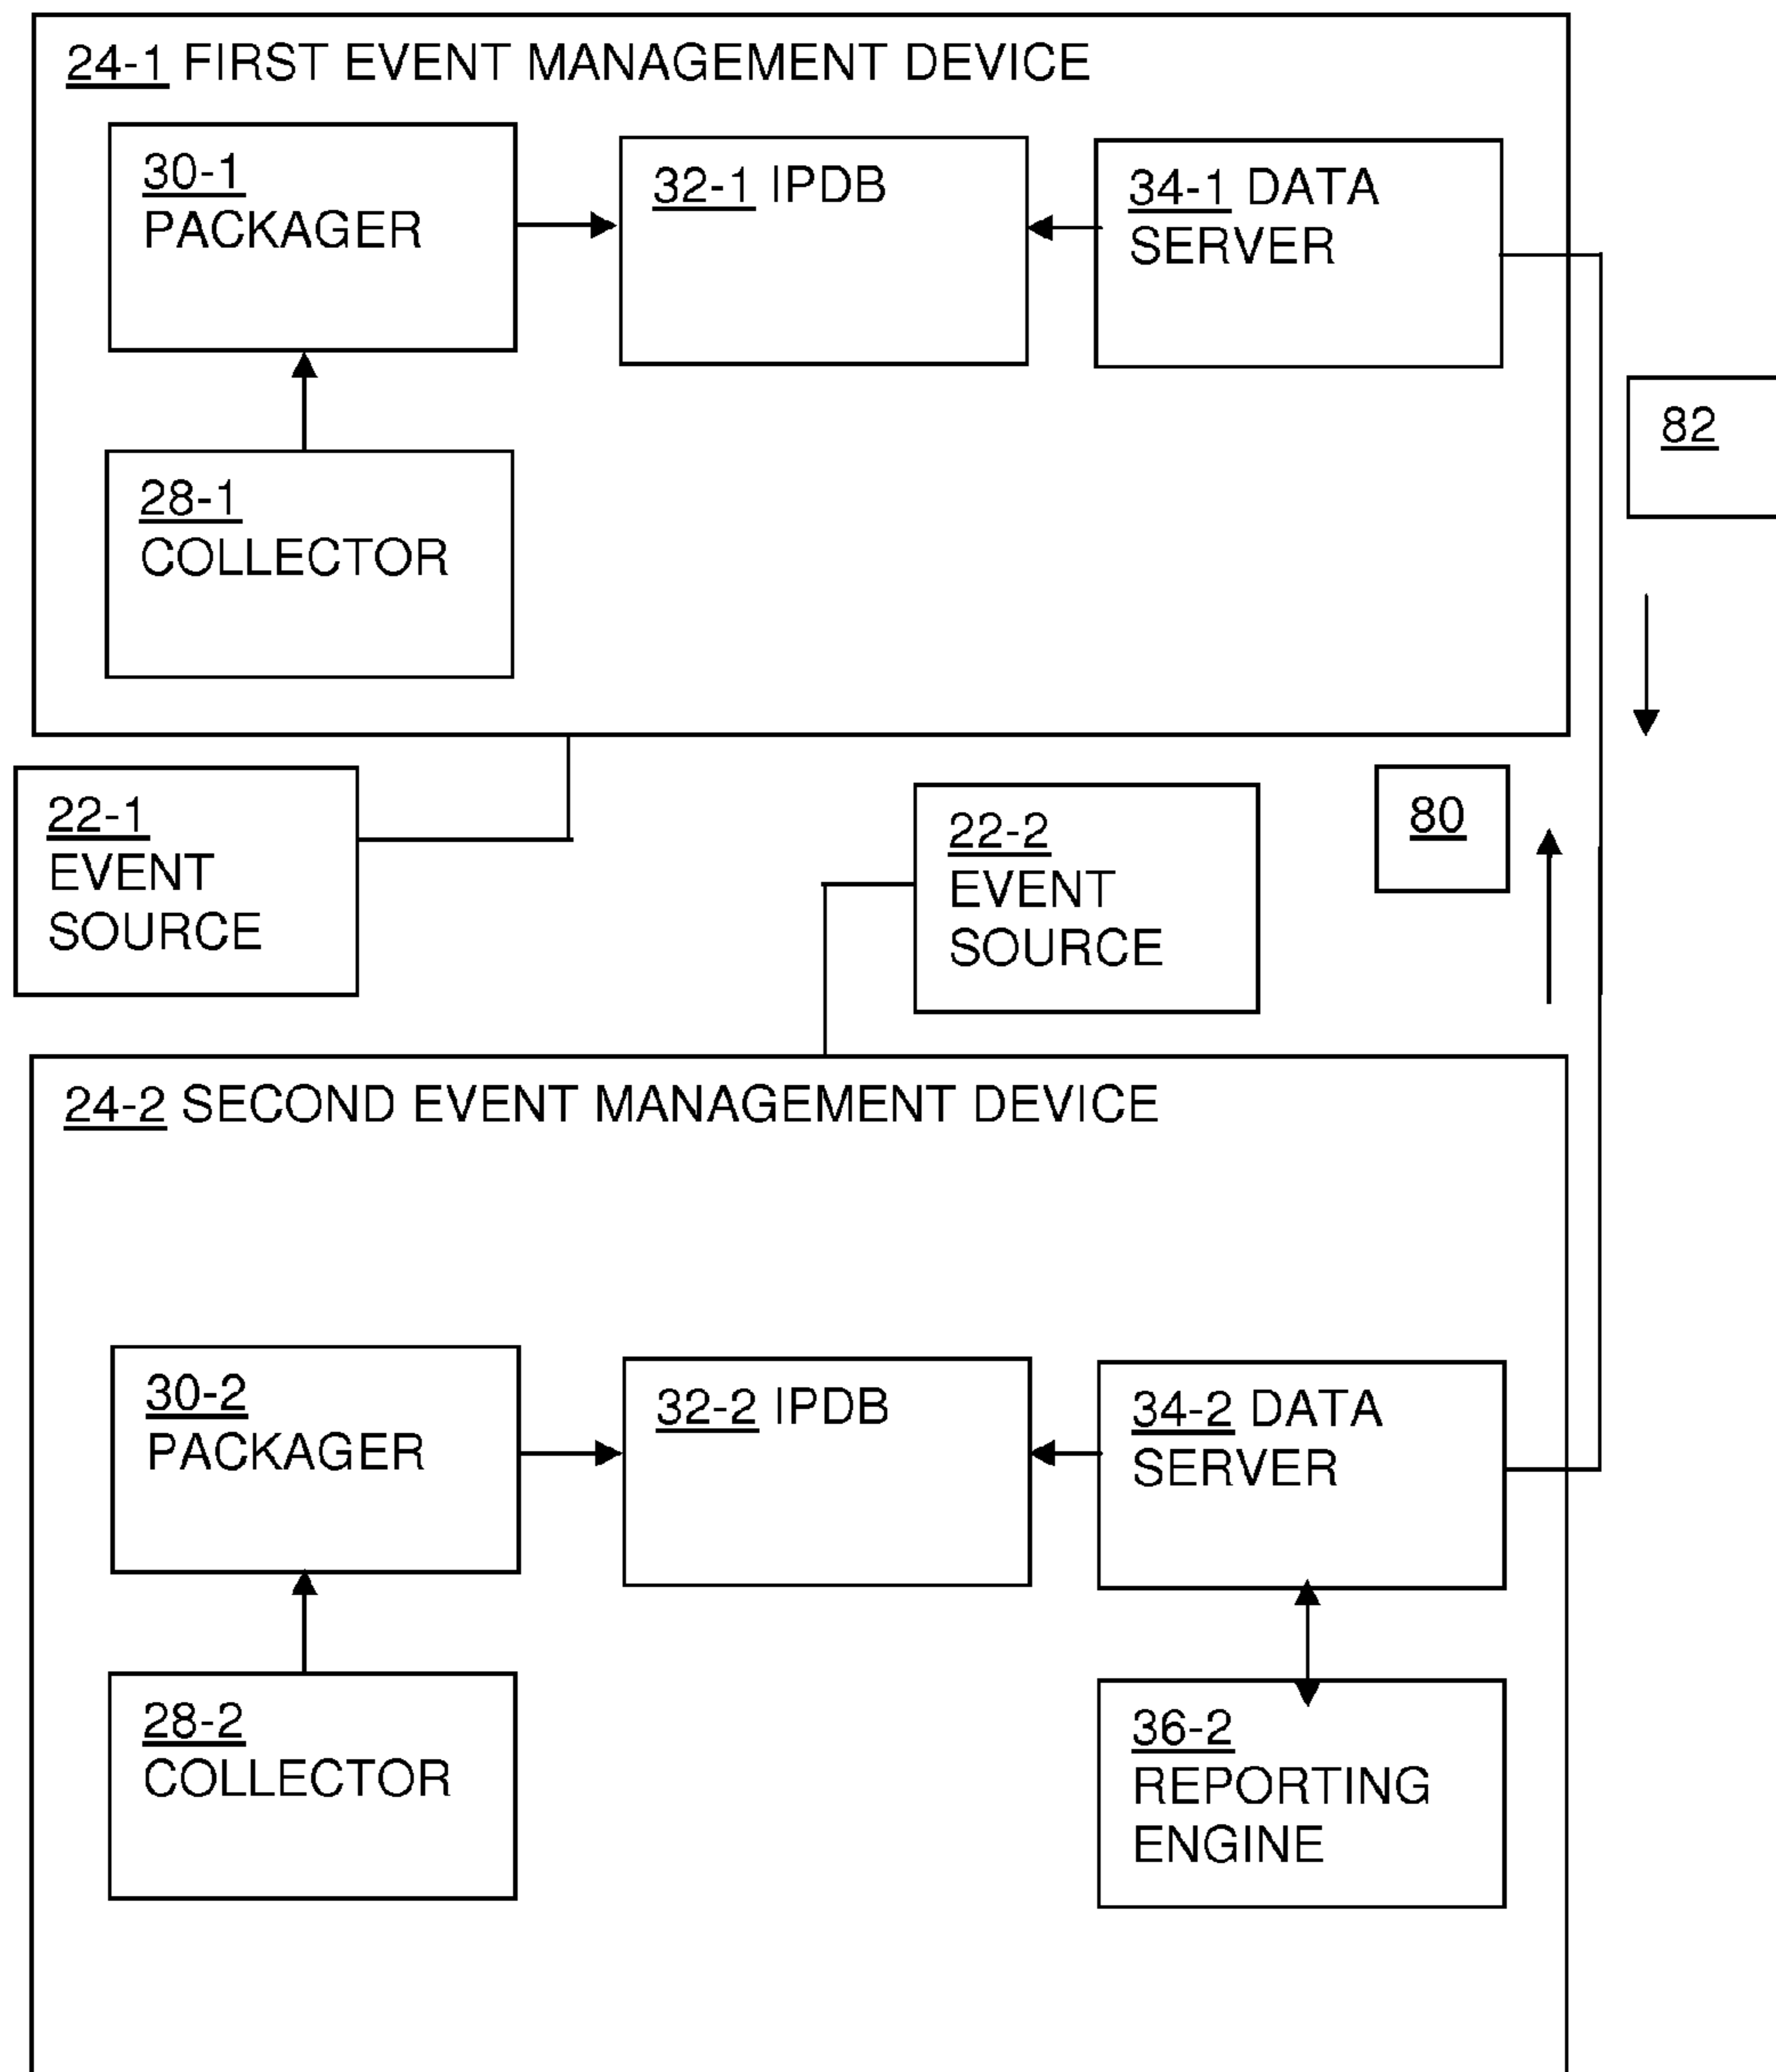 24-1 FIRST EVENT MANAGEMENT DEVICE
30-1
PACKAGER
32-1 IPDB
34-1 DATA
SERVER
28-1
COLLECTOR
82
22-1
EVENT
SOURCE
22-2
EVENT
SOURCE
80
24-2 SECOND EVENT MANAGEMENT DEVICE
30-2
PACKAGER
32-2 IPDB
34-2 DATA
SERVER
28-2
COLLECTOR
36-2
REPORTING
ENGINE